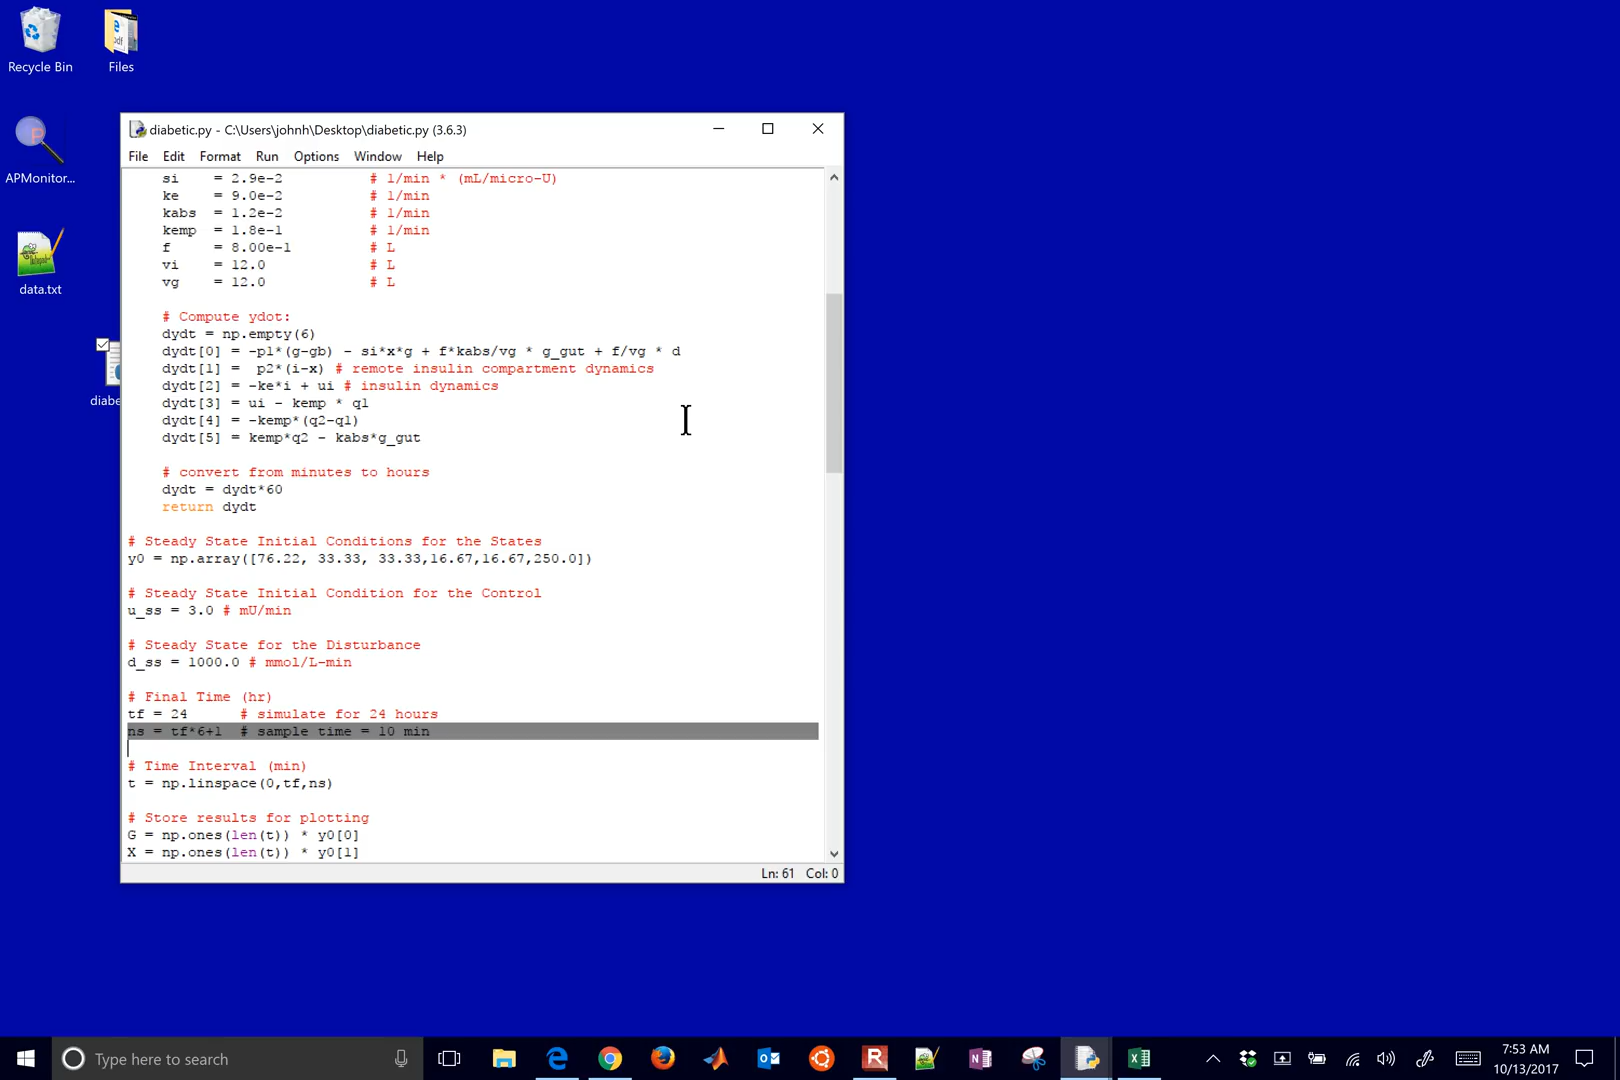 Recycle Bin
Files
APMonitor...
data.txt
diabe
diabetic.py - C:\Users\johnh\Desktop\diabetic.py (3.6.3)
File Edit Format Run Options Window Help
si = 2.9e-2 # 1/min * (mL/micro-U)
ke = 9.0e-2 # 1/min
kabs = 1.2e-2 # 1/min
kemp = 1.8e-1 # 1/min
f = 8.00e-1 # L
vi = 12.0 # L
vg = 12.0 # L
# Compute ydot:
dydt = np.empty(6)
dydt[0] = -p1*(g-gb) - si*x*g + f*kabs/vg * g_gut + f/vg * d
dydt[1] = p2*(i-x) # remote insulin compartment dynamics
dydt[2] = -ke*i + ui # insulin dynamics
dydt[3] = ui - kemp * q1
dydt[4] = -kemp*(q2-q1)
dydt[5] = kemp*q2 - kabs*g_gut
# convert from minutes to hours
dydt = dydt*60
return dydt
# Steady State Initial Conditions for the States
y0 = np.array([76.22, 33.33, 33.33,16.67,16.67,250.0])
# Steady State Initial Condition for the Control
u_ss = 3.0 # mU/min
# Steady State for the Disturbance
d_ss = 1000.0 # mmol/L-min
# Final Time (hr)
tf = 24 # simulate for 24 hours
ns = tf*6+1 # sample time = 10 min
# Time Interval (min)
t = np.linspace(0,tf,ns)
# Store results for plotting
G = np.ones(len(t)) * y0[0]
X = np.ones(len(t)) * y0[1]
Ln: 61 Col: 0
Type here to search
7:53 AM
10/13/2017